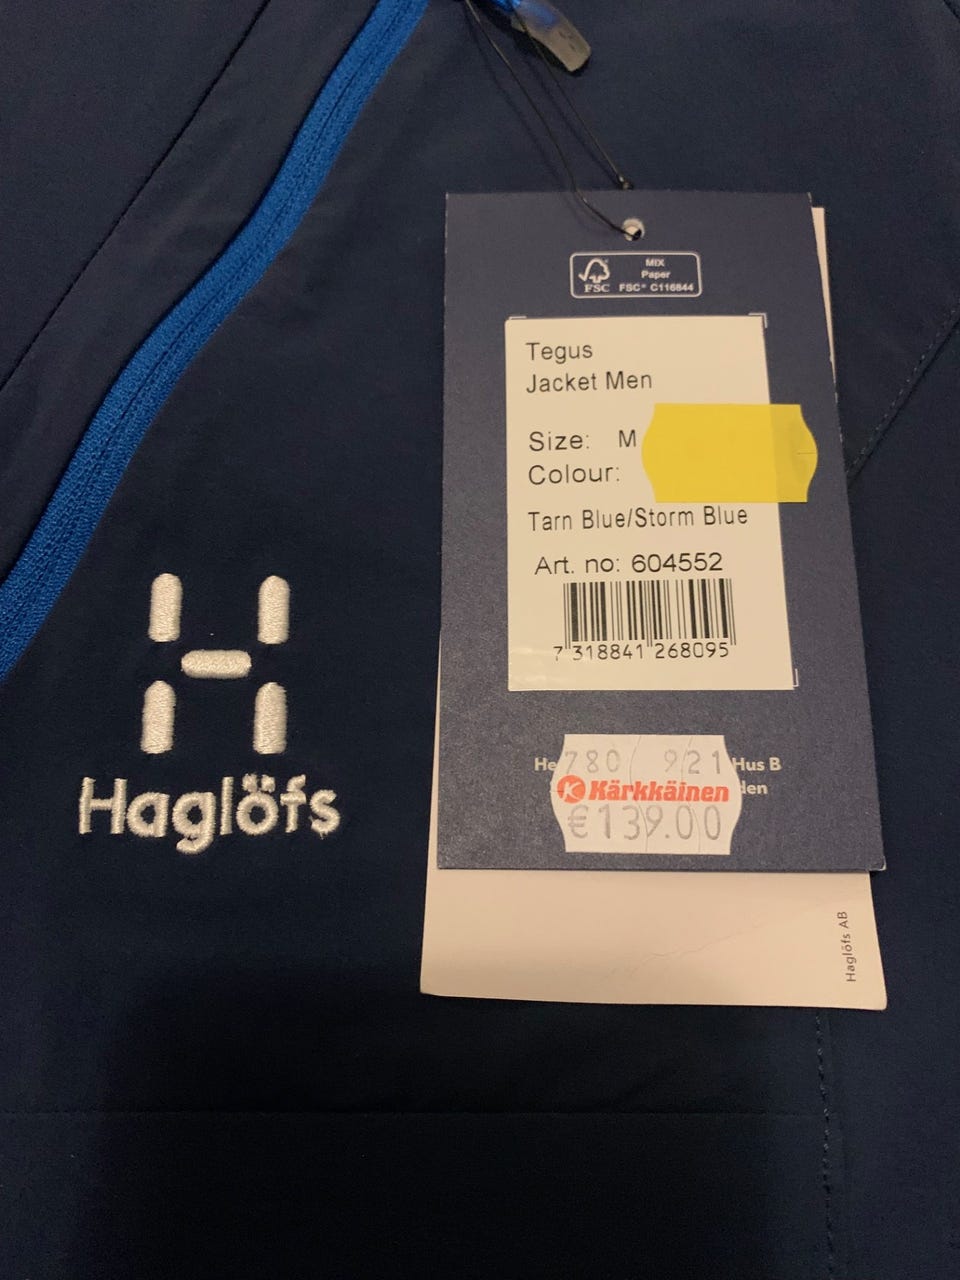 MIX
Paper
FSC® C116844
FSC
Tegus
Jacket Men
Size: M
Colour:
Tarn Blue/Storm Blue
Art. no: 604552
7 318841 268095
780 921
Hus B
Kärkkäinen
€139.00
Haglöfs AB
Haglöfs